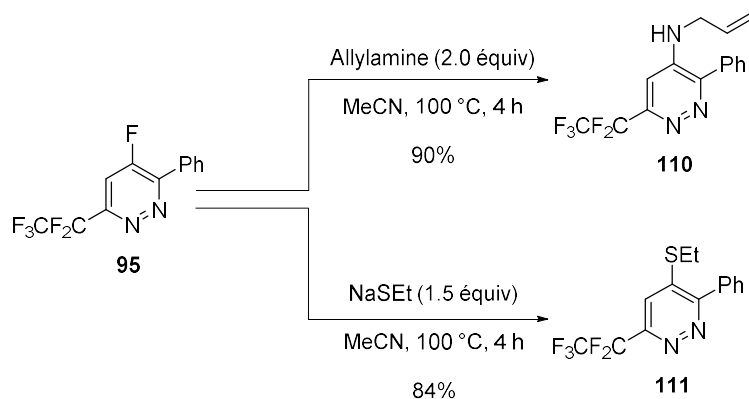 F
Ph
N
N
F₃CF₂C
95
Allylamine (2.0 équiv)
MeCN, 100 °C, 4 h
90%
HN
Ph
N
N
F₃CF₂C
110
NaSEt (1.5 équiv)
MeCN, 100 °C, 4 h
84%
SEt
Ph
N
N
F₃CF₂C
111